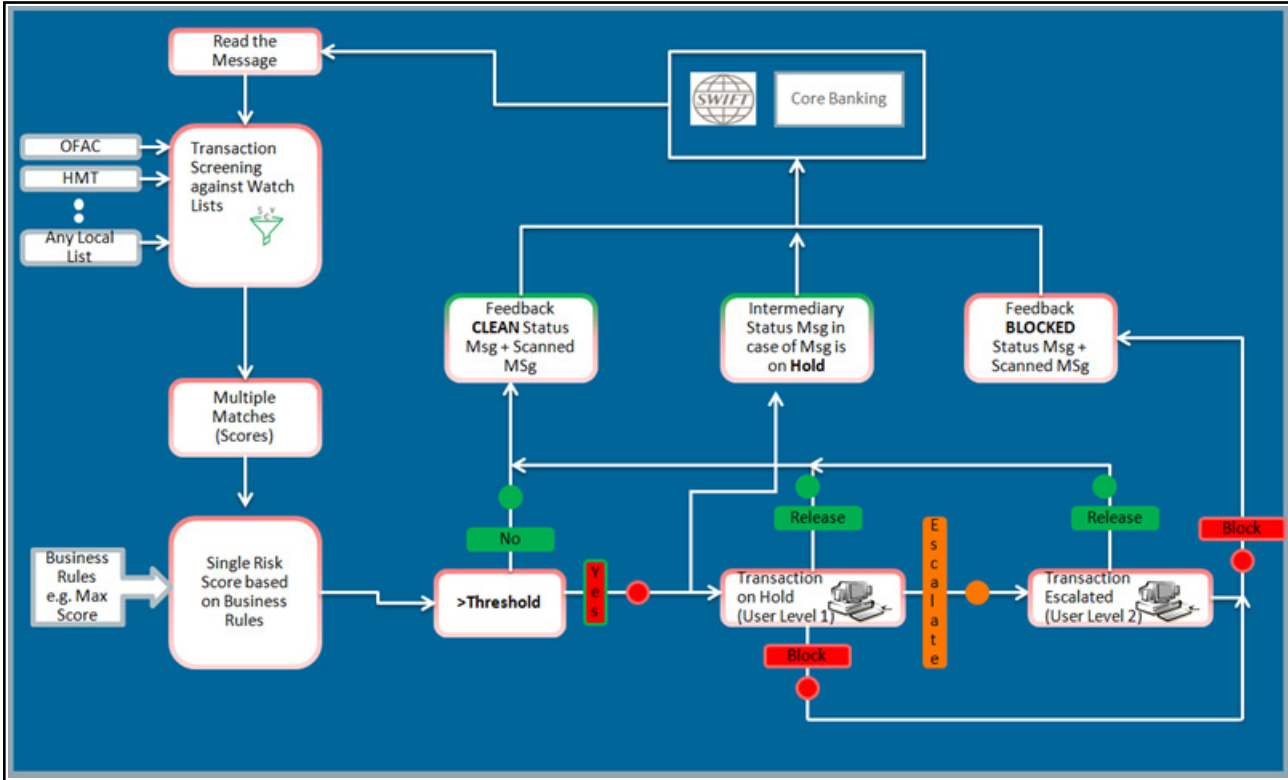 Read the
Message
SWIFT
Core Banking
OFAC
HMT
Any Local
List
Transaction
Screening
against Watch
Lists
S V
C
Feedback
CLEAN Status
Msg + Scanned
MSg
Intermediary
Status Msg in
case of Msg is
on Hold
Feedback
BLOCKED
Status Msg +
Scanned MSg
Multiple
Matches
(Scores)
Business
Rules
e.g. Max
Score
Single Risk
Score based
on Business
Rules
No
>Threshold
Yes
Release
Transaction
on Hold
(User Level 1)
Block
Escalate
Release
Transaction
Escalated
(User Level 2)
Block